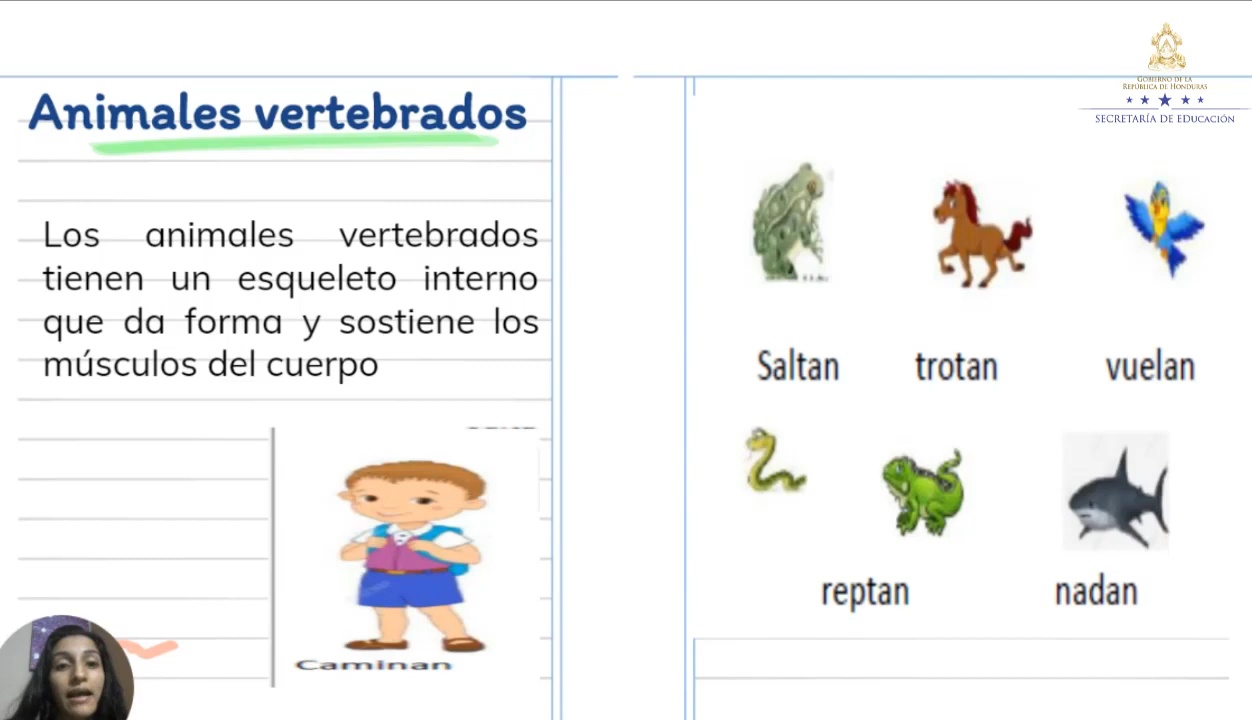 Animales vertebrados
Los animales vertebrados
tienen un esqueleto interno
que da forma y sostiene los
músculos del cuerpo
Caminan
GOBIERNO DE LA
REPÚBLICA DE HONDURAS
SECRETARÍA DE EDUCACIÓN
Saltan trotan vuelan
reptan nadan